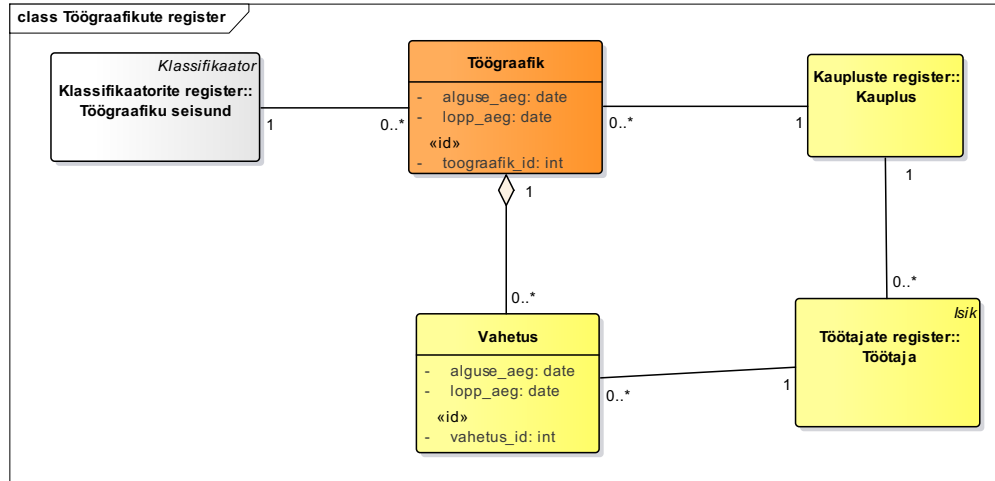 class Töögraafikute register
Klassifikaator
Klassifikaatorite register::
Töögraafiku seisund
1
0..*
Töögraafik
- alguse_aeg: date
- lopp_aeg: date
«id»
- toograafik_id: int
0..*
1
Kaupluste register::
Kauplus
1
1
0..*
0..*
Vahetus
- alguse_aeg: date
- lopp_aeg: date
«id»
- vahetus_id: int
0..*
1
Isik
Töötajate register::
Töötaja